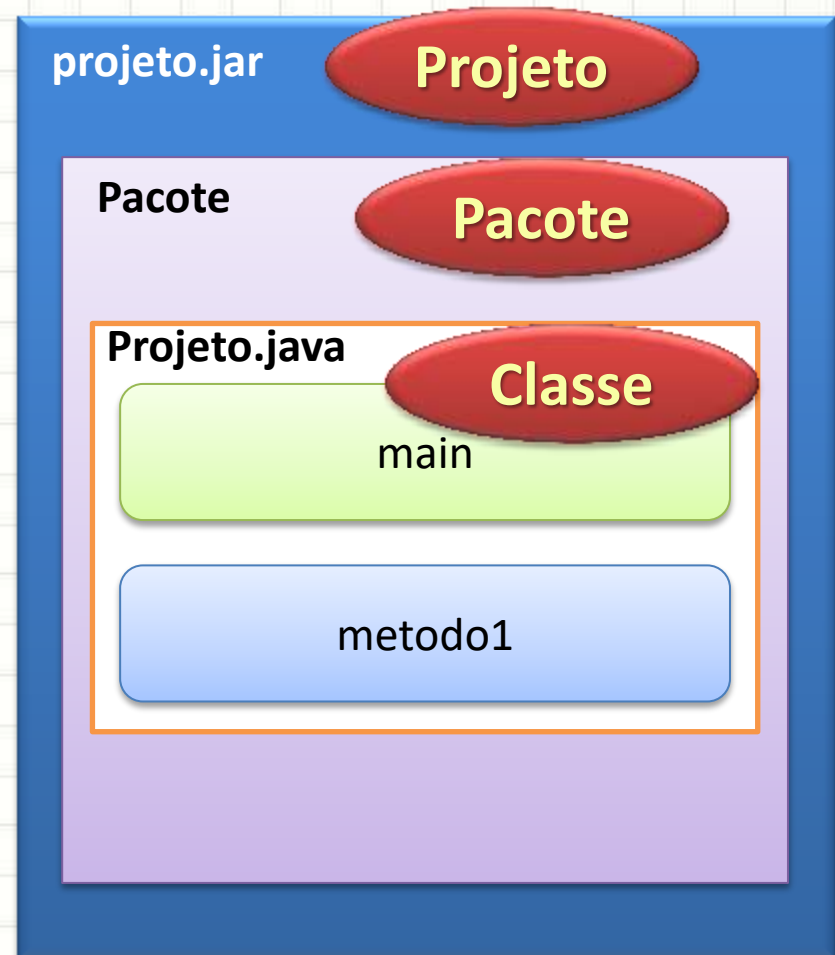 projeto.jar
Projeto
Pacote
Pacote
Projeto.java
Classe
main
metodo1